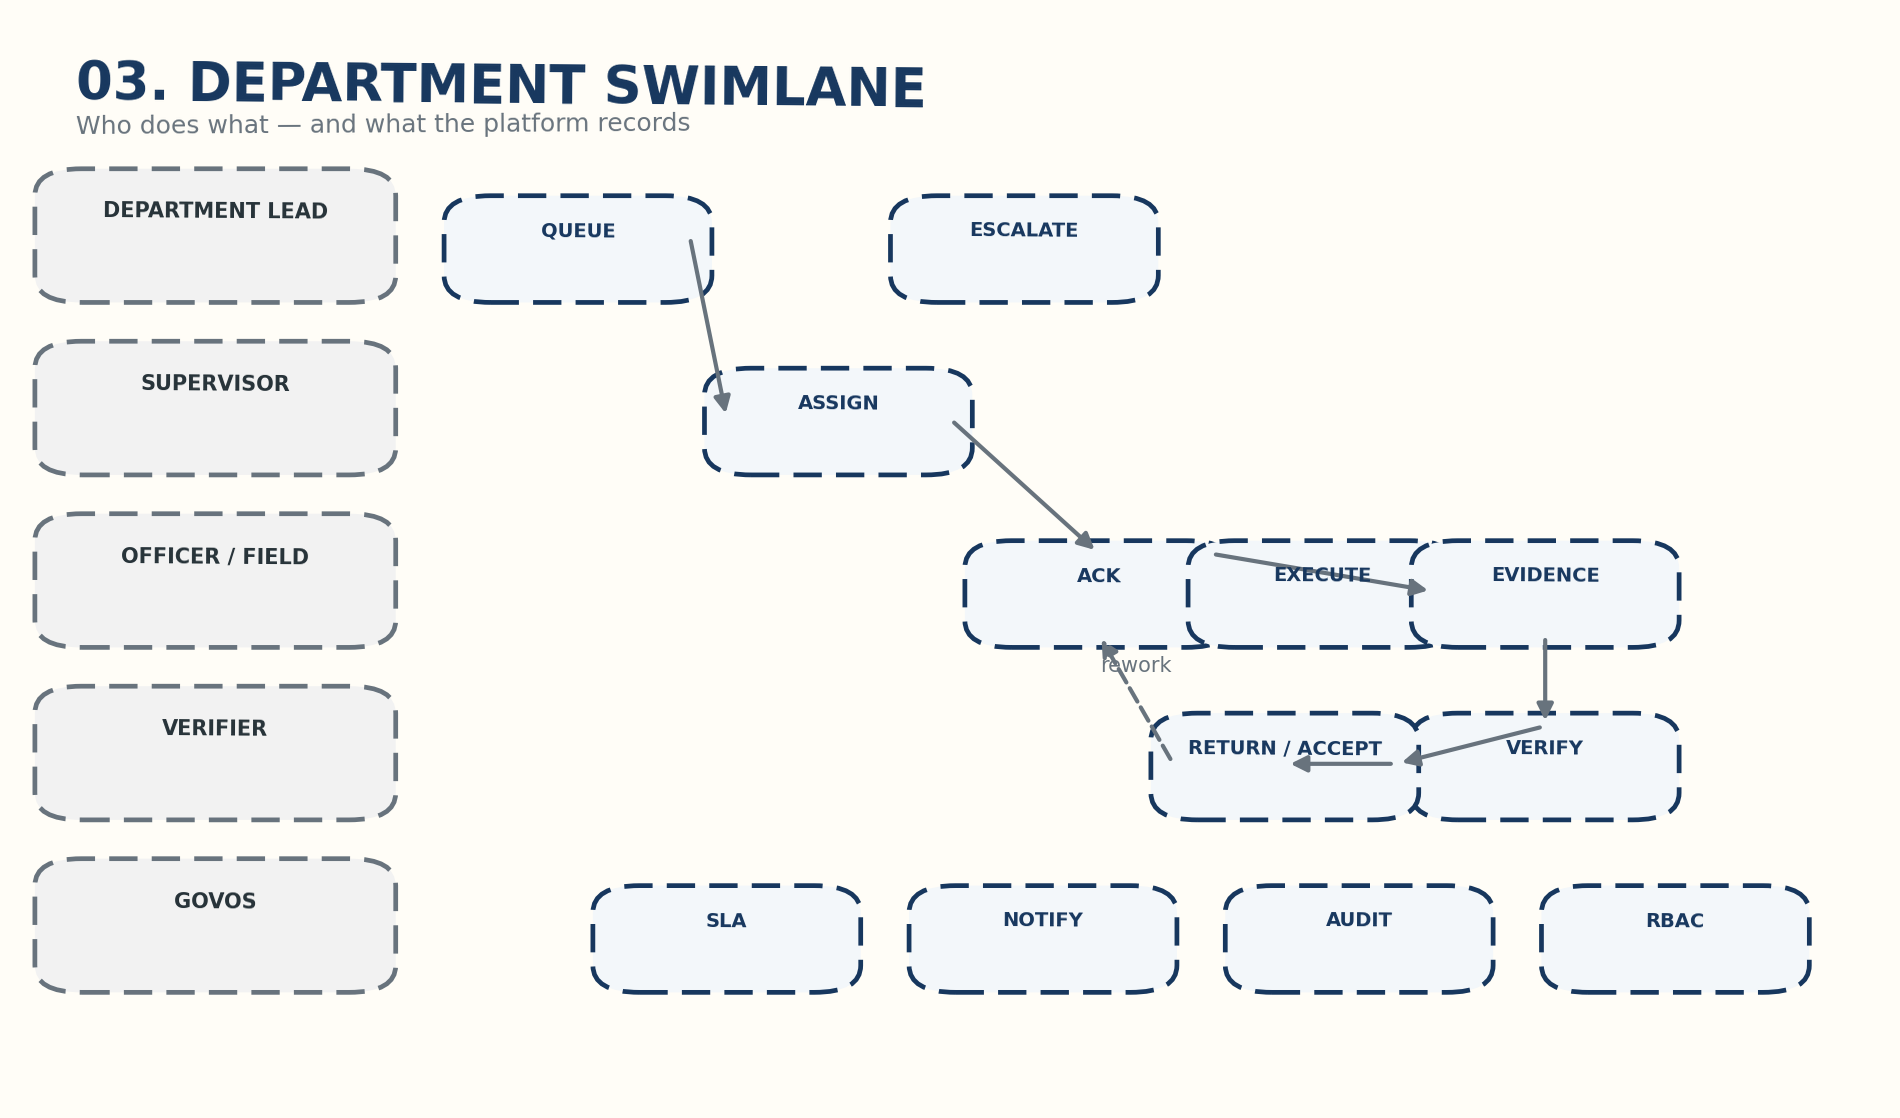 03. DEPARTMENT SWIMLANE
Who does what — and what the platform records
DEPARTMENT LEAD
QUEUE
ESCALATE
SUPERVISOR
ASSIGN
OFFICER / FIELD
ACK
EXECUTE
EVIDENCE
rework
VERIFIER
RETURN / ACCEPT
VERIFY
GOVOS
SLA
NOTIFY
AUDIT
RBAC